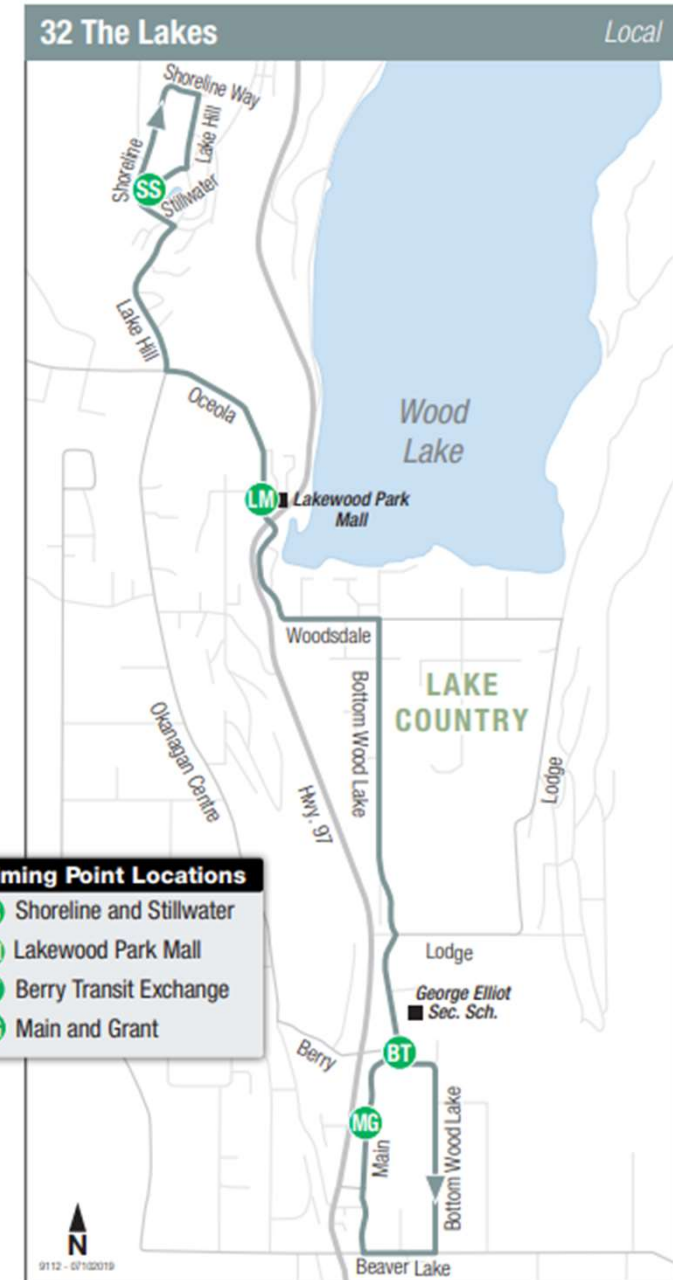 32 The Lakes
Local
Shoreline Way
Lake Hill
Shoreline
SS
Stillwater
Lake Hill
Oceola
Wood
Lake
LM
Lakewood Park
Mall
Woodsdale
Bottom Wood Lake
LAKE
COUNTRY
Okanagan Centre
Hwy. 97
Lodge
ming Point Locations
Shoreline and Stillwater
Lakewood Park Mall
Berry Transit Exchange
Main and Grant
Lodge
George Elliot
Sec. Sch.
Berry
BT
MG
Main
Bottom Wood Lake
N
9112 - 07102019
Beaver Lake